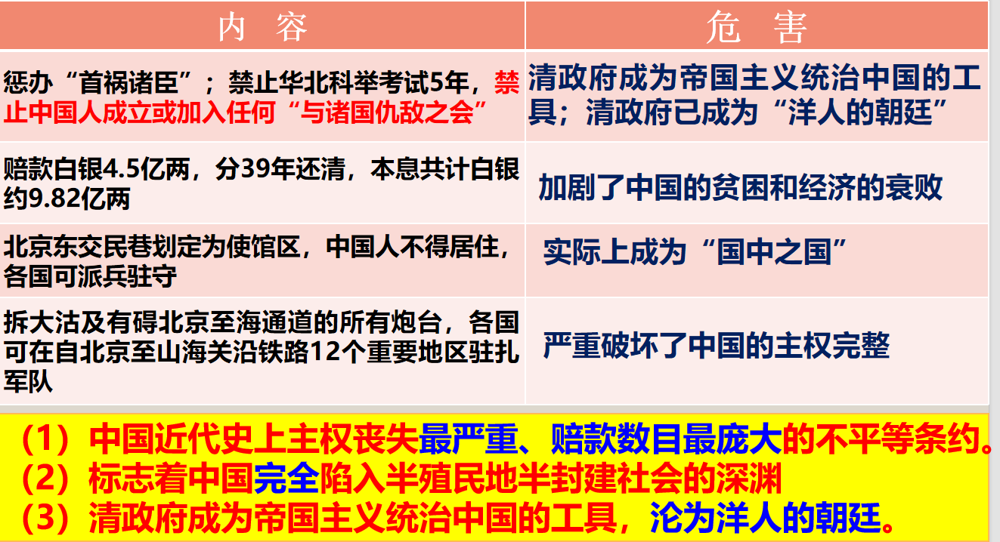 内 容
危 害
惩办“首祸诸臣”；禁止华北科举考试5年，禁
止中国人成立或加入任何“与诸国仇敌之会”
清政府成为帝国主义统治中国的工
具；清政府已成为“洋人的朝廷”
赔款白银4.5亿两，分39年还清，本息共计白银
约9.82亿两
加剧了中国的贫困和经济的衰败
北京东交民巷划定为使馆区，中国人不得居住，
各国可派兵驻守
实际上成为“国中之国”
拆大沽及有碍北京至海通道的所有炮台，各国
可在自北京至山海关沿铁路12个重要地区驻扎
军队
严重破坏了中国的主权完整
（1）中国近代史上主权丧失最严重、赔款数目最庞大的不平等条约。
（2）标志着中国完全陷入半殖民地半封建社会的深渊
（3）清政府成为帝国主义统治中国的工具，沦为洋人的朝廷。